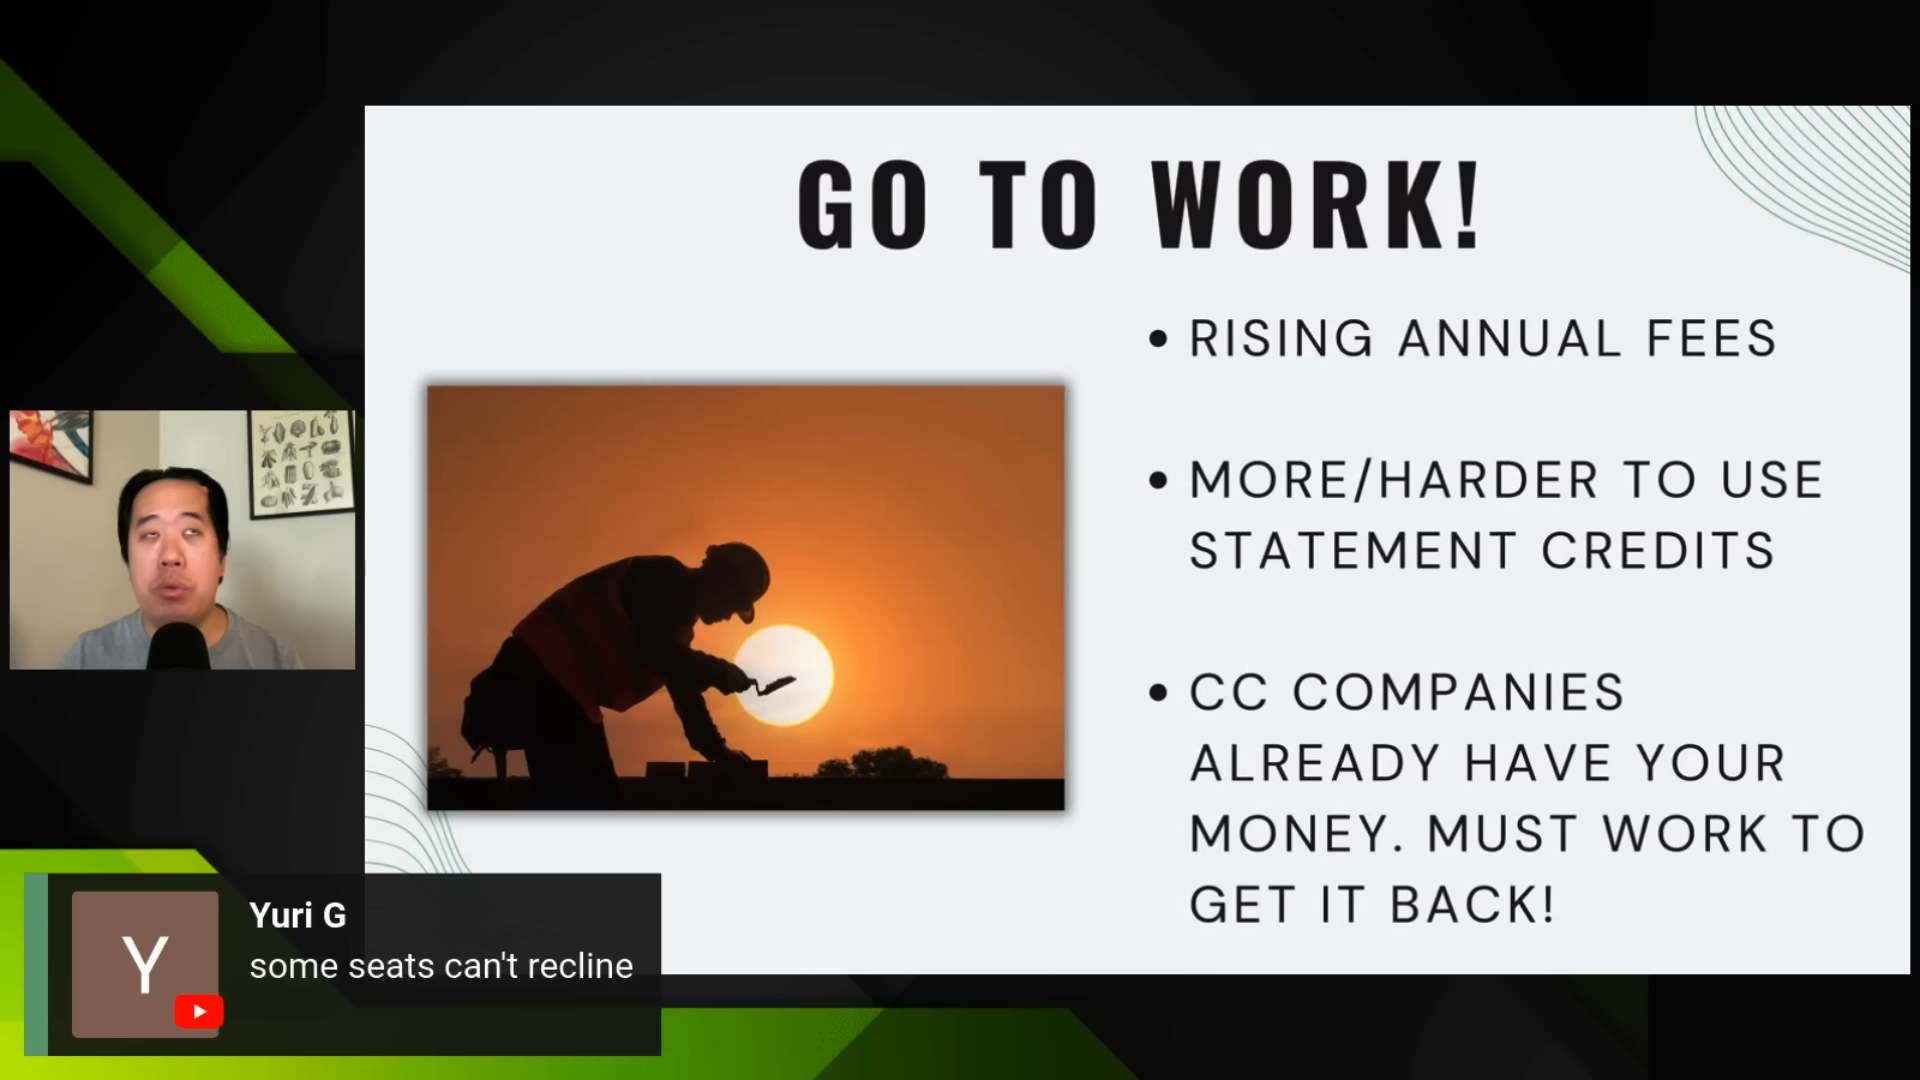 GO TO WORK!
• RISING ANNUAL FEES
• MORE/HARDER TO USE
STATEMENT CREDITS
• CC COMPANIES
ALREADY HAVE YOUR
MONEY. MUST WORK TO
GET IT BACK!
Y
Yuri G
some seats can't recline